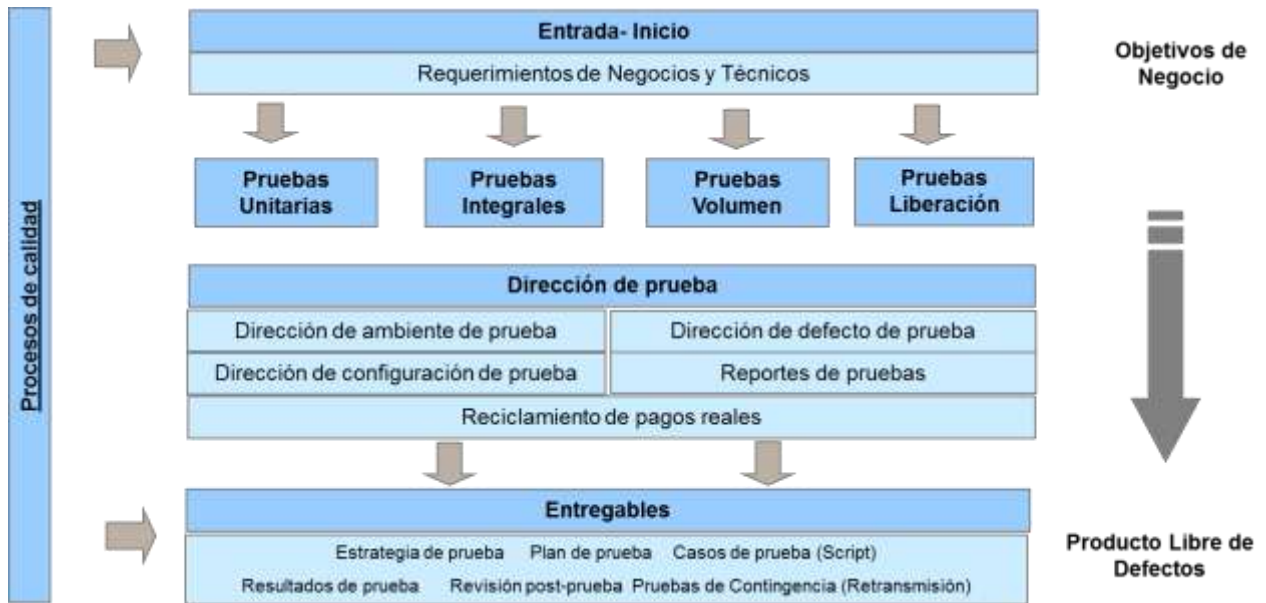 Procesos de calidad
Entrada- Inicio
Requerimientos de Negocios y Técnicos
Objetivos de
Negocio
Pruebas
Unitarias
Pruebas
Integrales
Pruebas
Volumen
Pruebas
Liberación
Dirección de prueba
Dirección de ambiente de prueba
Dirección de defecto de prueba
Dirección de configuración de prueba
Reportes de pruebas
Reciclamiento de pagos reales
Entregables
Estrategia de prueba Plan de prueba Casos de prueba (Script)
Resultados de prueba Revisión post-prueba Pruebas de Contingencia (Retransmisión)
Producto Libre de
Defectos